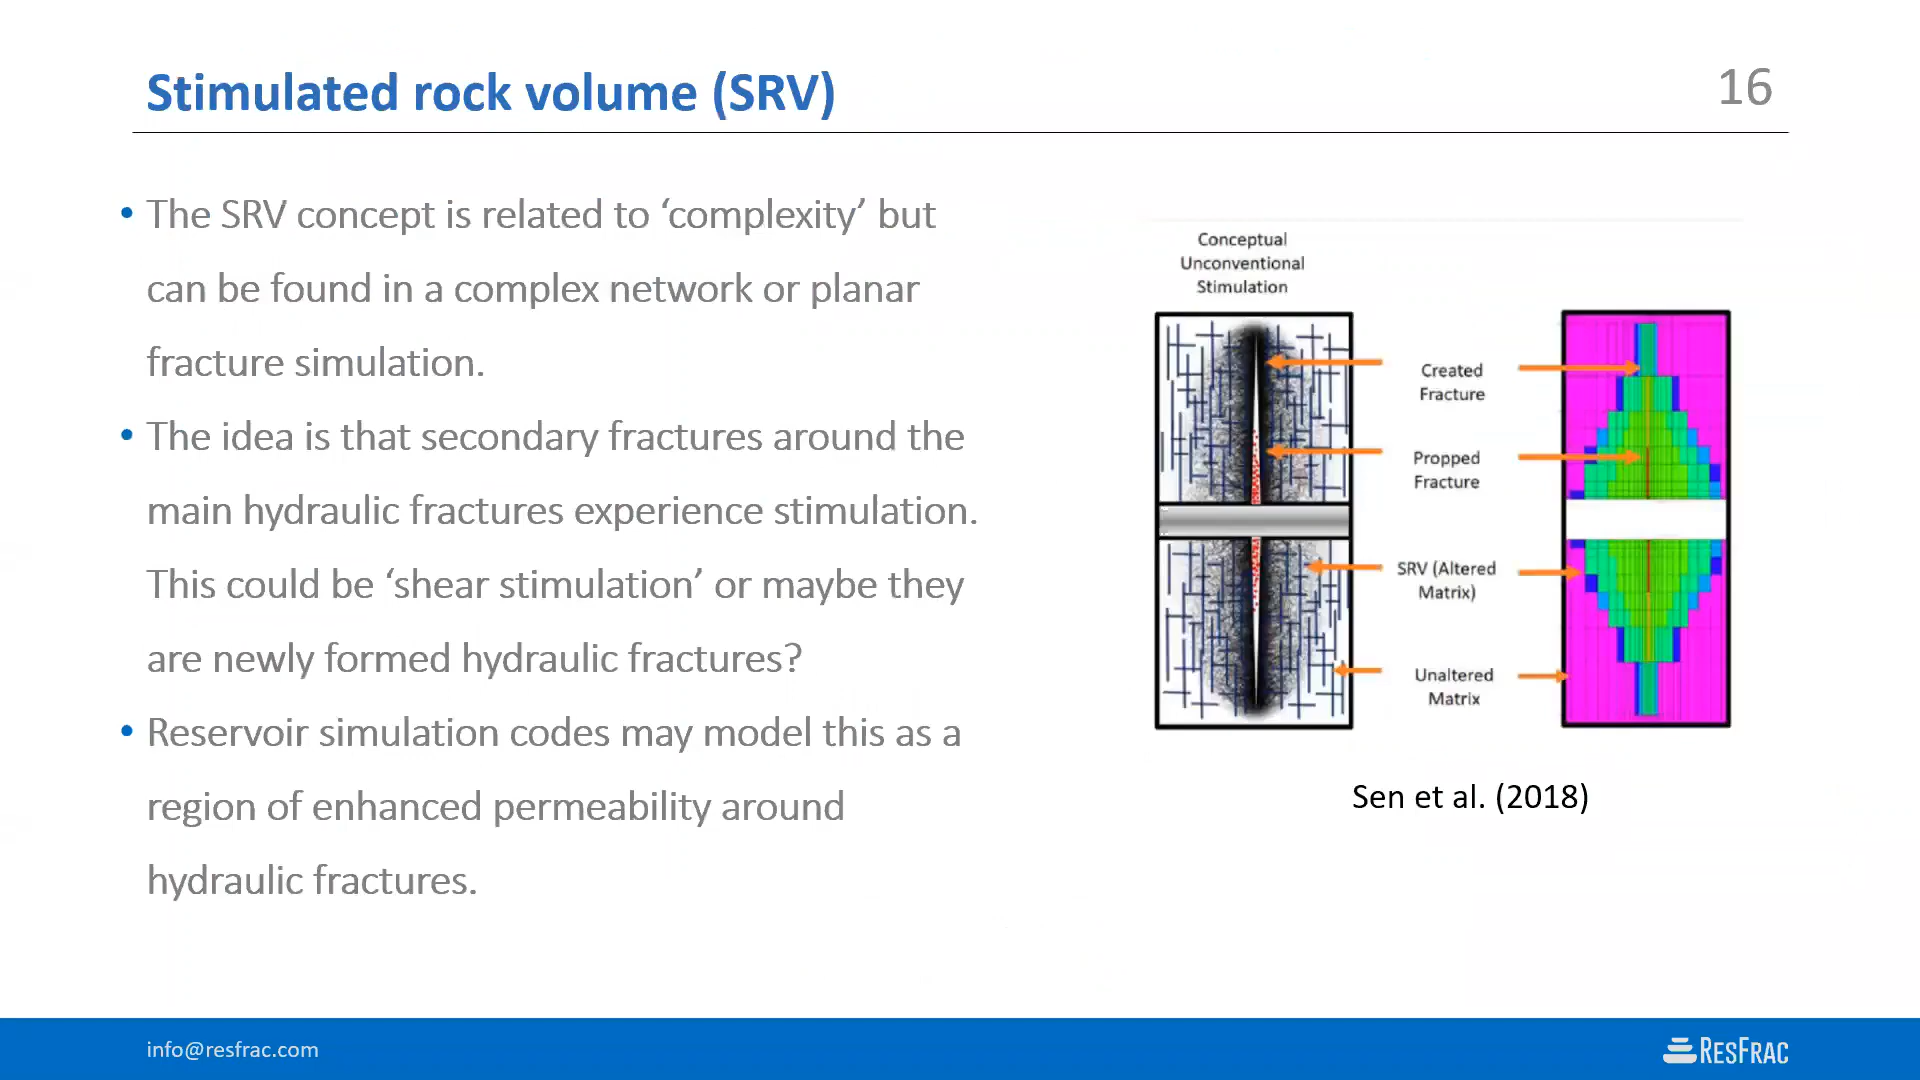 Stimulated rock volume (SRV)
16
• The SRV concept is related to ‘complexity’ but
can be found in a complex network or planar
fracture simulation.
• The idea is that secondary fractures around the
main hydraulic fractures experience stimulation.
This could be ‘shear stimulation’ or maybe they
are newly formed hydraulic fractures?
• Reservoir simulation codes may model this as a
region of enhanced permeability around
hydraulic fractures.
Conceptual
Unconventional
Stimulation
Created
Fracture
Propped
Fracture
SRV (Altered
Matrix)
Unaltered
Matrix
Sen et al. (2018)
info@resfrac.com
RESFRAC